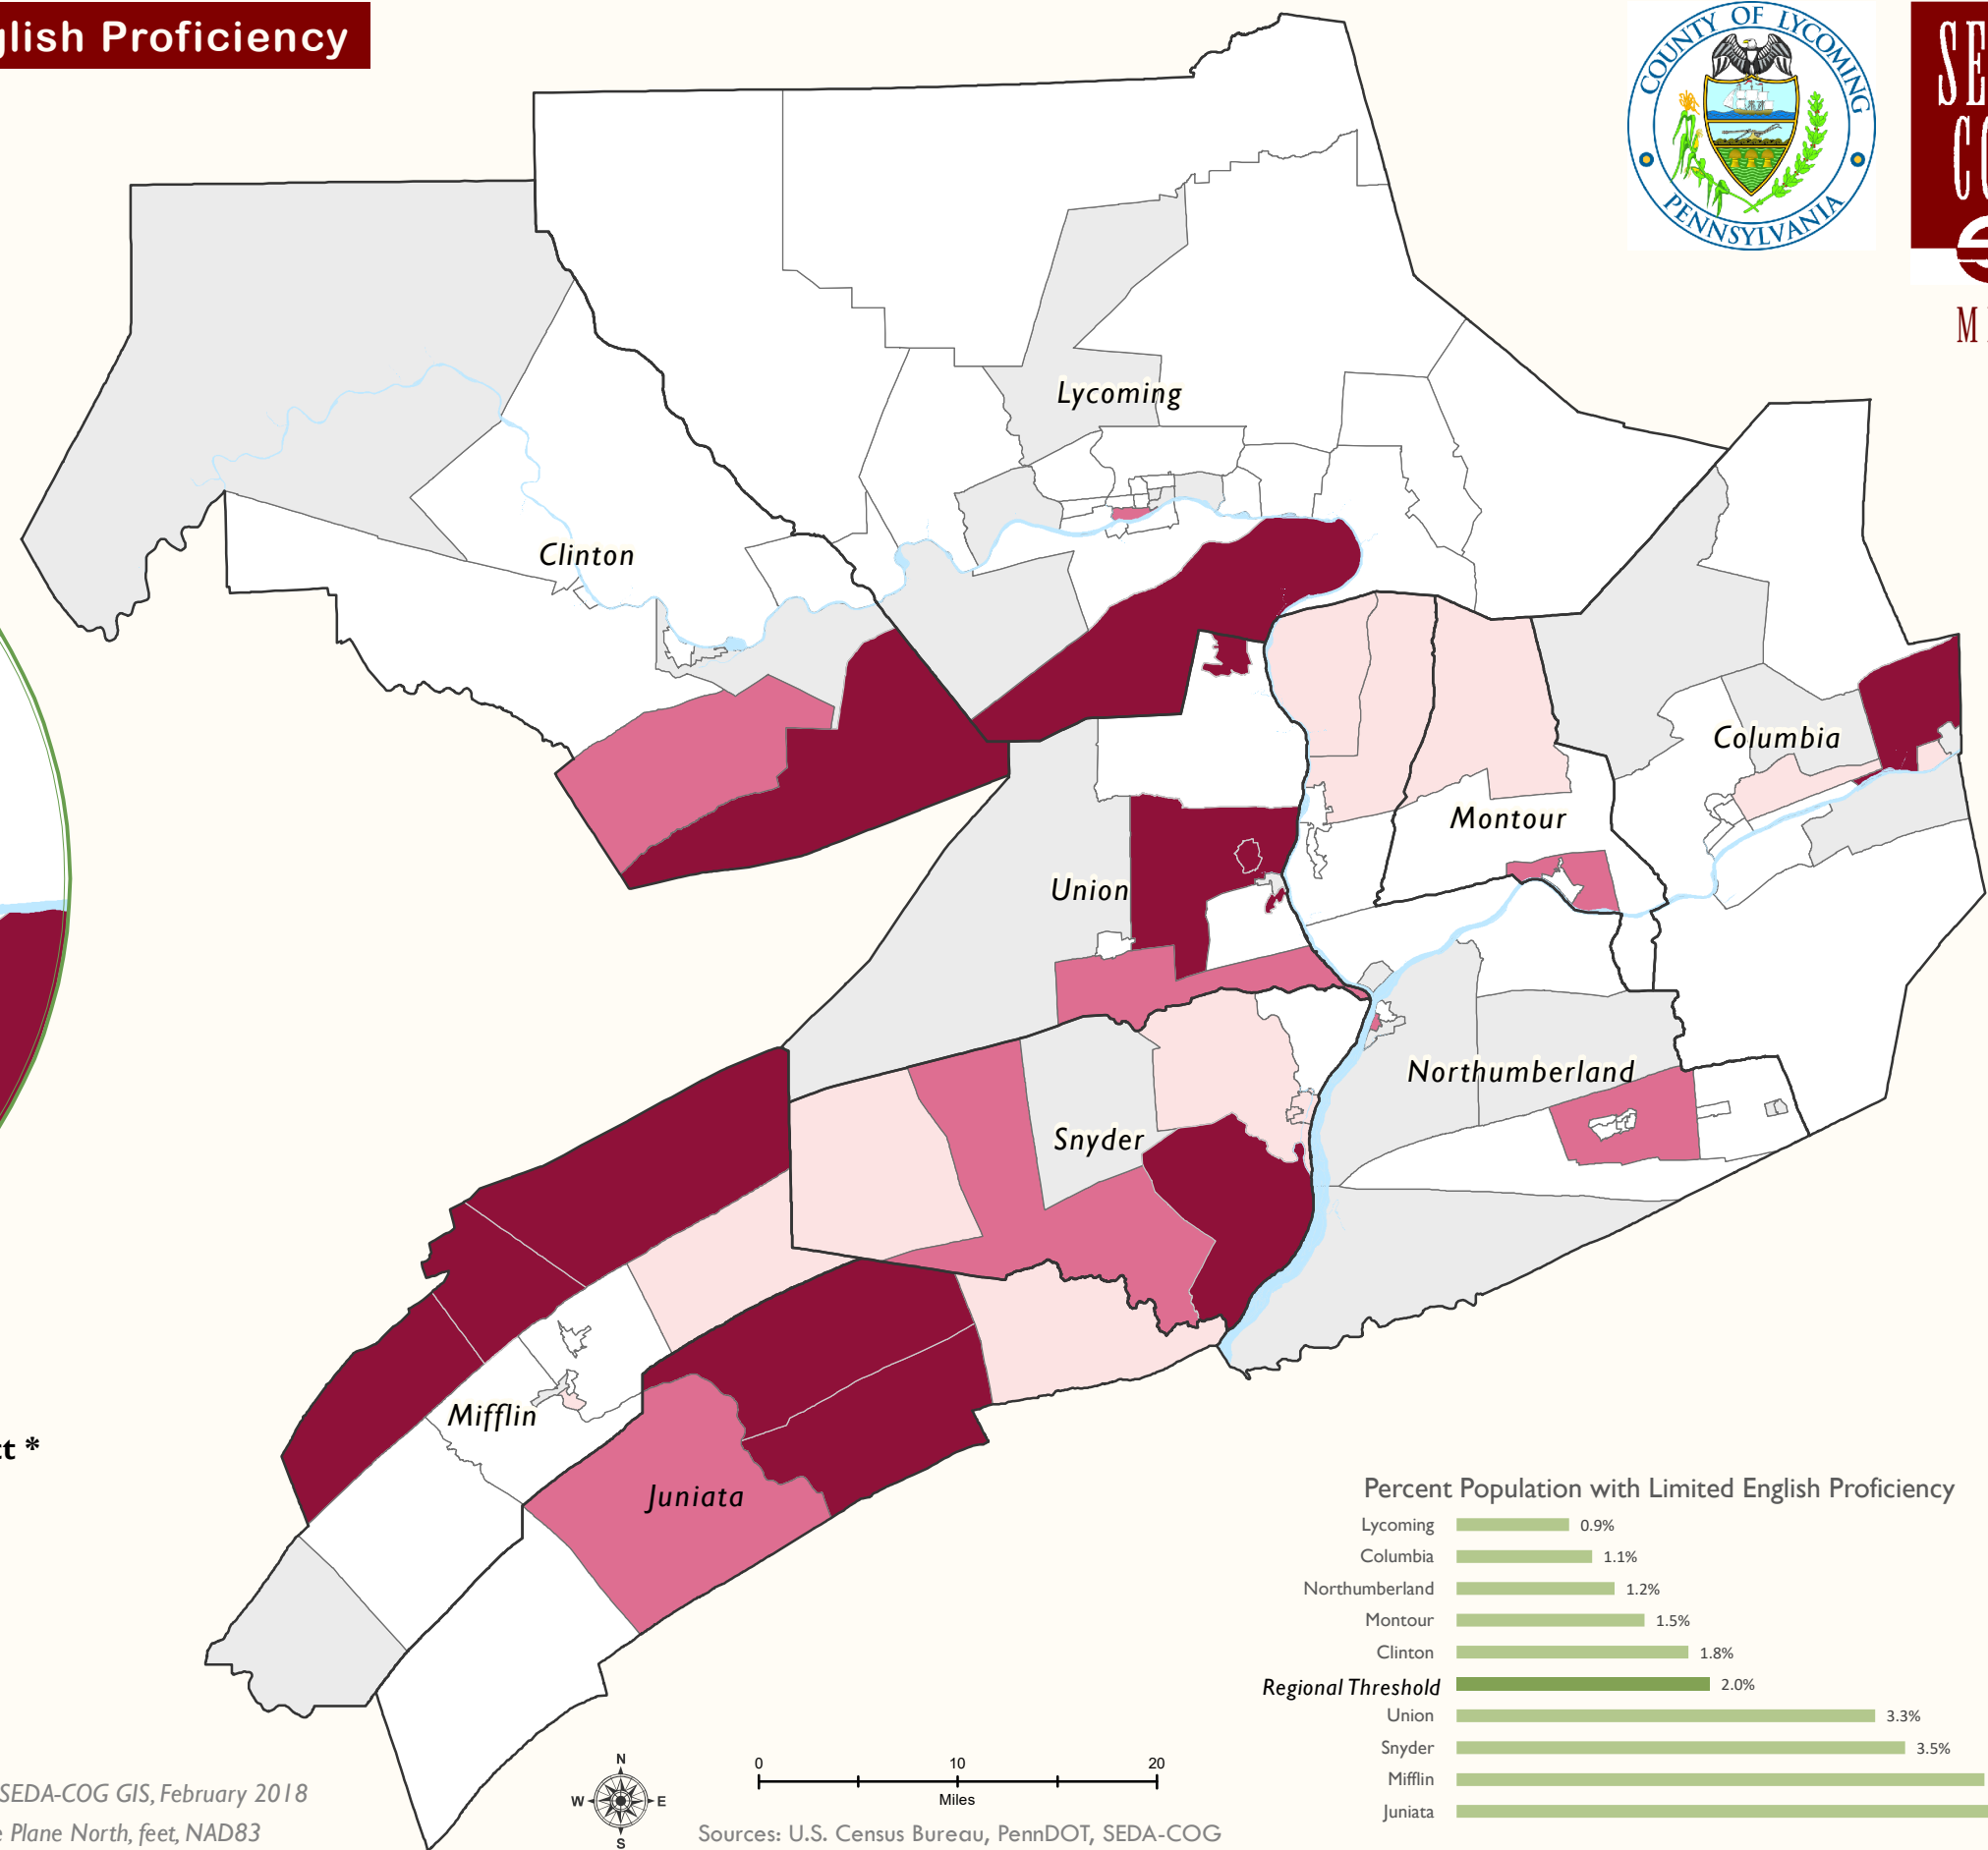 glish Proficiency
COUNTY OF LYCOMING
PENNSYLVANIA
SE
CO
M
Lycoming
Clinton
Columbia
Montour
Union
Northumberland
Snyder
Mifflin
Juniata
ct *
Percent Population with Limited English Proficiency
Lycoming 0.9%
Columbia 1.1%
Northumberland 1.2%
Montour 1.5%
Clinton 1.8%
Regional Threshold 2.0%
Union 3.3%
Snyder 3.5%
Mifflin
Juniata
N
W E
S
0 10 20
Miles
SEDA-COG GIS, February 2018
e Plane North, feet, NAD83
Sources: U.S. Census Bureau, PennDOT, SEDA-COG